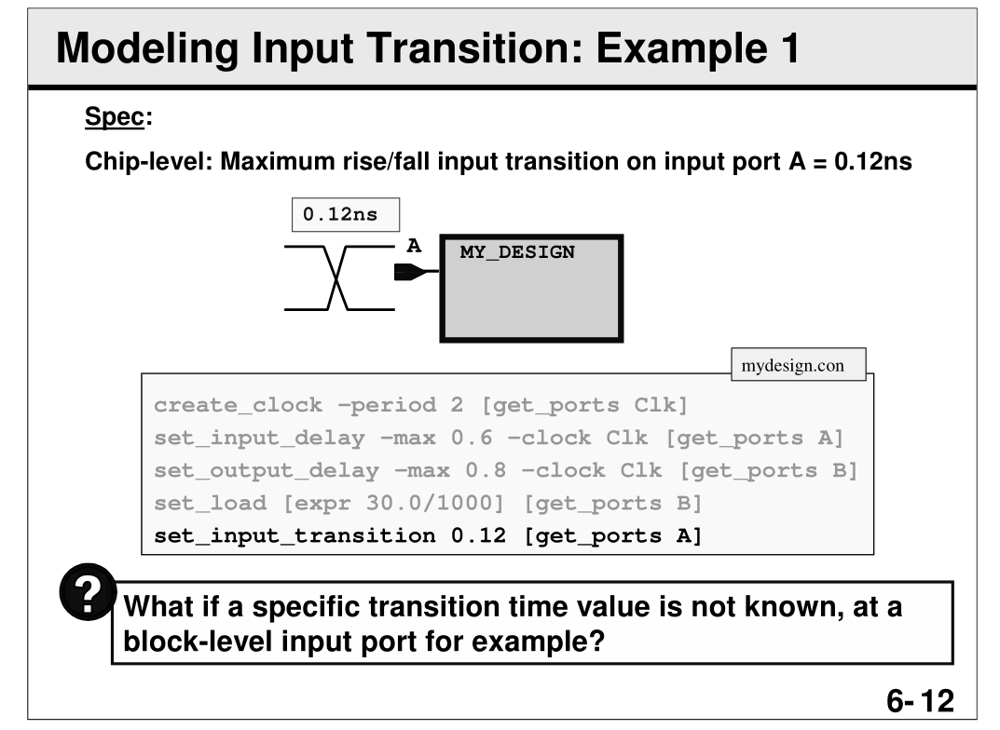 Modeling Input Transition: Example 1
Spec:
Chip-level: Maximum rise/fall input transition on input port A = 0.12ns
0.12ns
A
MY_DESIGN
mydesign.con
create_clock –period 2 [get_ports Clk]
set_input_delay –max 0.6 –clock Clk [get_ports A]
set_output_delay –max 0.8 –clock Clk [get_ports B]
set_load [expr 30.0/1000] [get_ports B]
set_input_transition 0.12 [get_ports A]
?
What if a specific transition time value is not known, at a
block-level input port for example?
6- 12